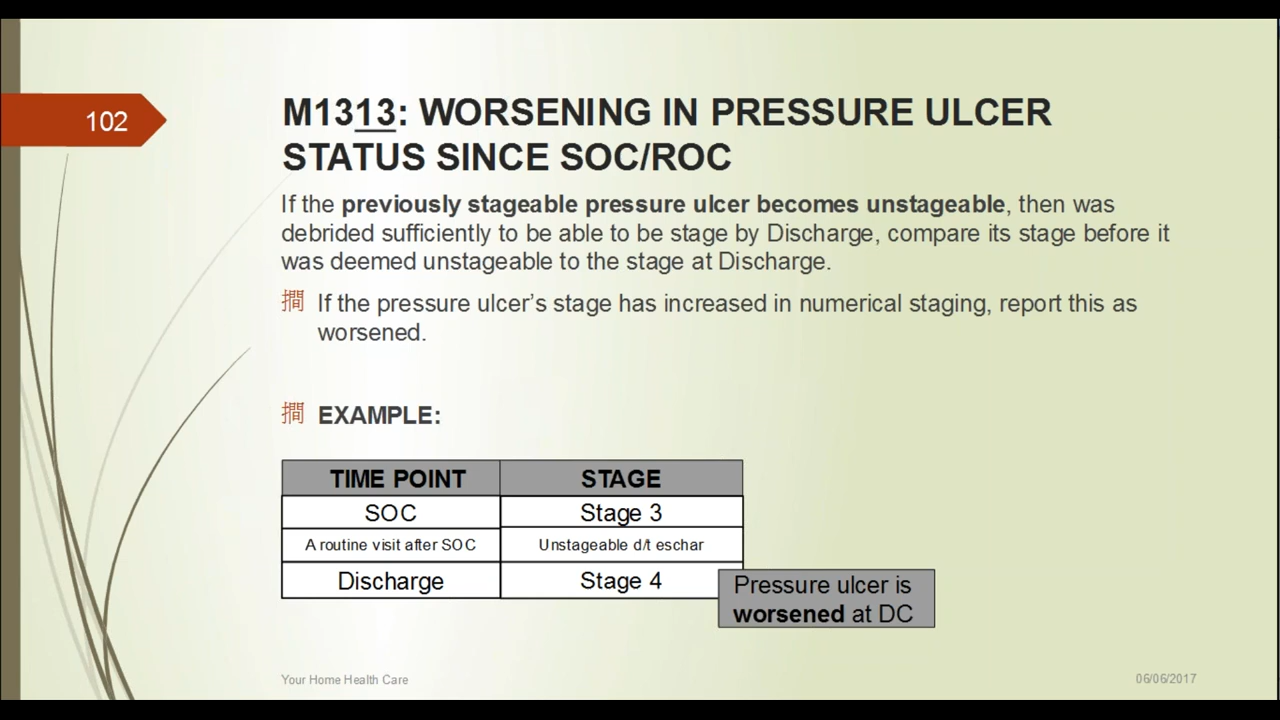 102
M1313: WORSENING IN PRESSURE ULCER
STATUS SINCE SOC/ROC
If the previously stageable pressure ulcer becomes unstageable, then was
debrided sufficiently to be able to be stage by Discharge, compare its stage before it
was deemed unstageable to the stage at Discharge.
擱 If the pressure ulcer’s stage has increased in numerical staging, report this as
worsened.
擱 EXAMPLE:
TIME POINT STAGE
SOC Stage 3
A routine visit after SOC Unstageable d/t eschar
Discharge Stage 4
Pressure ulcer is
worsened at DC
Your Home Health Care 06/06/2017